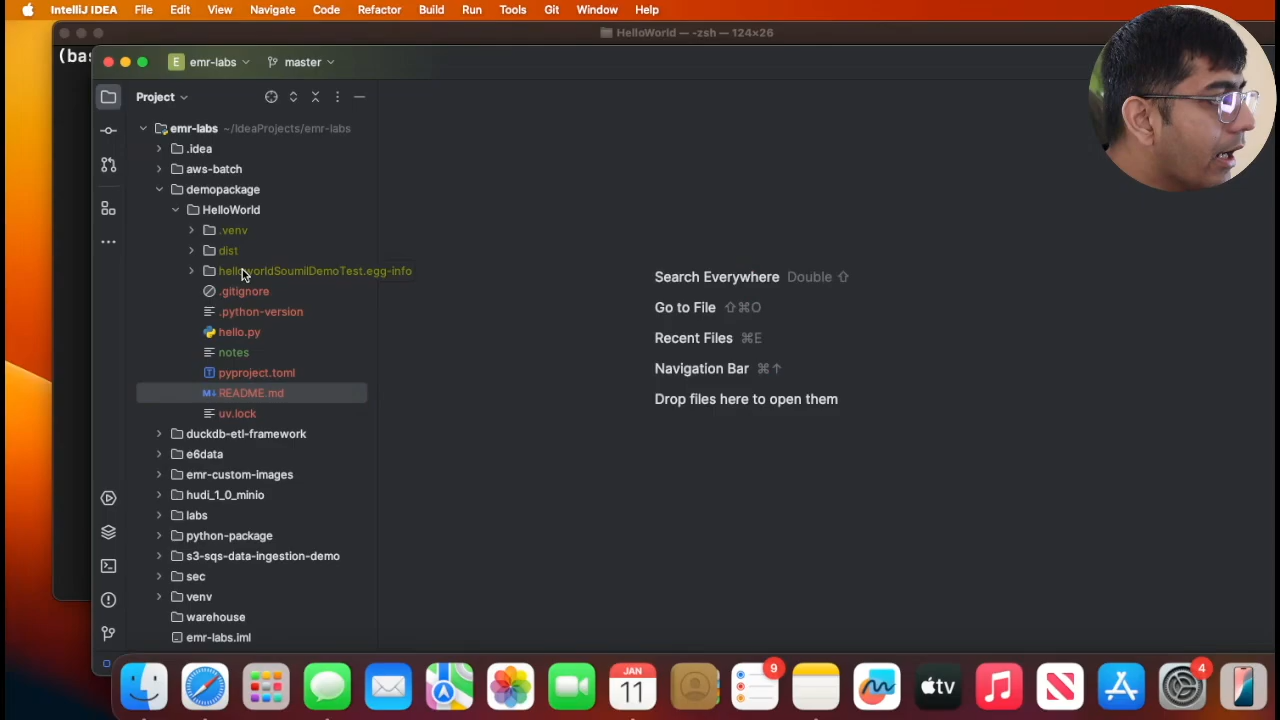 IntelliJ IDEA File Edit View Navigate Code Refactor Build Run Tools Git Window Help
HelloWorld — -zsh — 124×26
(bas
E emr-labs master
Project
emr-labs ~/IdeaProjects/emr-labs
.idea
aws-batch
demopackage
HelloWorld
.venv
dist
helloworldSoumilDemoTest.egg-info
.gitignore
.python-version
hello.py
notes
pyproject.toml
M↓ README.md
uv.lock
duckdb-etl-framework
e6data
emr-custom-images
hudi_1_0_minio
labs
python-package
s3-sqs-data-ingestion-demo
sec
venv
warehouse
emr-labs.iml
Search Everywhere Double ⇧
Go to File ⇧⌘O
Recent Files ⌘E
Navigation Bar ⌘↑
Drop files here to open them
JAN
11
9
tv
4